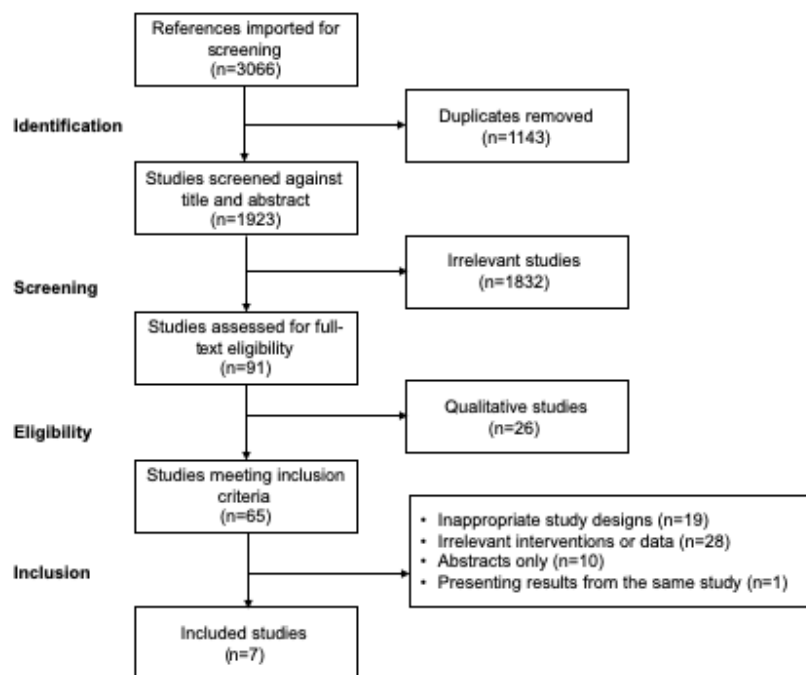 References imported for
screening
(n=3066)
Identification
Duplicates removed
(n=1143)
Studies screened against
title and abstract
(n=1923)
Irrelevant studies
(n=1832)
Screening
Studies assessed for full-
text eligibility
(n=91)
Qualitative studies
(n=26)
Eligibility
Studies meeting inclusion
criteria
(n=65)
• Inappropriate study designs (n=19)
• Irrelevant interventions or data (n=28)
• Abstracts only (n=10)
• Presenting results from the same study (n=1)
Inclusion
Included studies
(n=7)